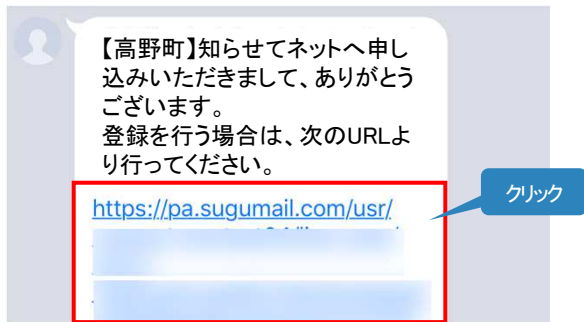 【高野町】知らせてネットへ申し
込みいただきまして、ありがとう
ございます。
登録を行う場合は、次のURLよ
り行ってください。
https://pa.sugumail.com/usr/
クリック